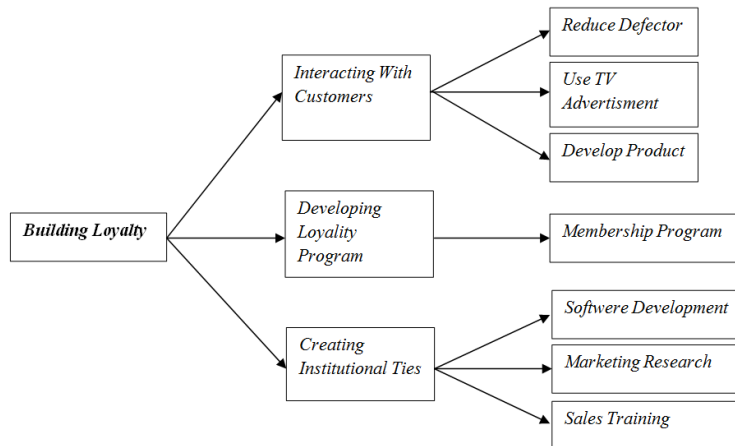 Building Loyalty
Interacting With
Customers
Reduce Defector
Use TV
Advertisment
Develop Product
Developing
Loyality
Program
Membership Program
Creating
Institutional Ties
Softwere Development
Marketing Research
Sales Training